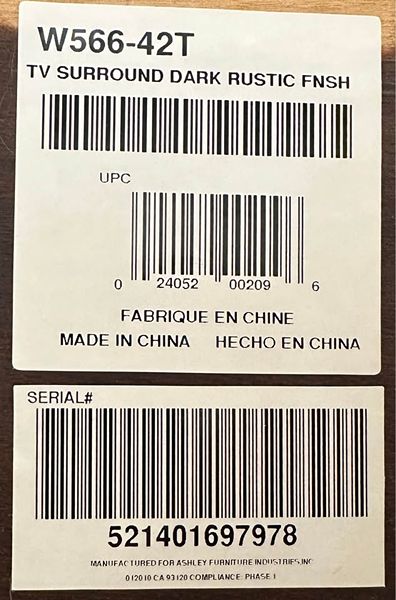 W566-42T
TV SURROUND DARK RUSTIC FNSH
UPC
0 24052 00209 6
FABRIQUE EN CHINE
MADE IN CHINA HECHO EN CHINA
SERIAL#
521401697978
MANUFACTURED FOR ASHLEY FURNITURE INDUSTRIES,INC
012010 CA 93120 COMPLIANCE: PHASE 1